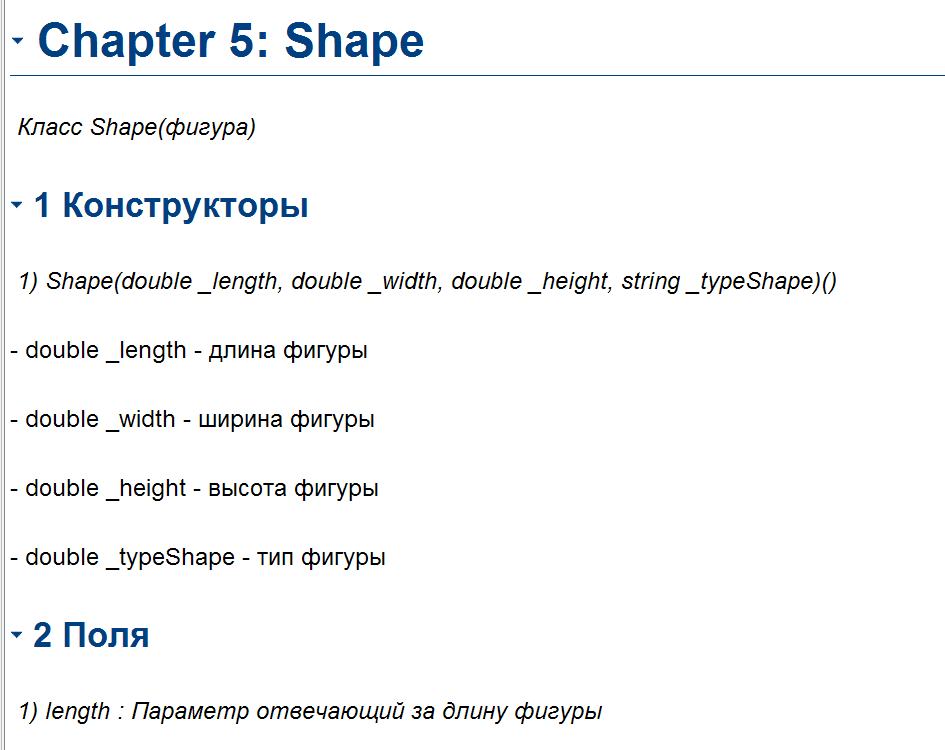 Chapter 5: Shape
Класс Shape(фигура)
1 Конструкторы
1) Shape(double _length, double _width, double _height, string _typeShape)()
- double _length - длина фигуры
- double _width - ширина фигуры
- double _height - высота фигуры
- double _typeShape - тип фигуры
2 Поля
1) length : Параметр отвечающий за длину фигуры